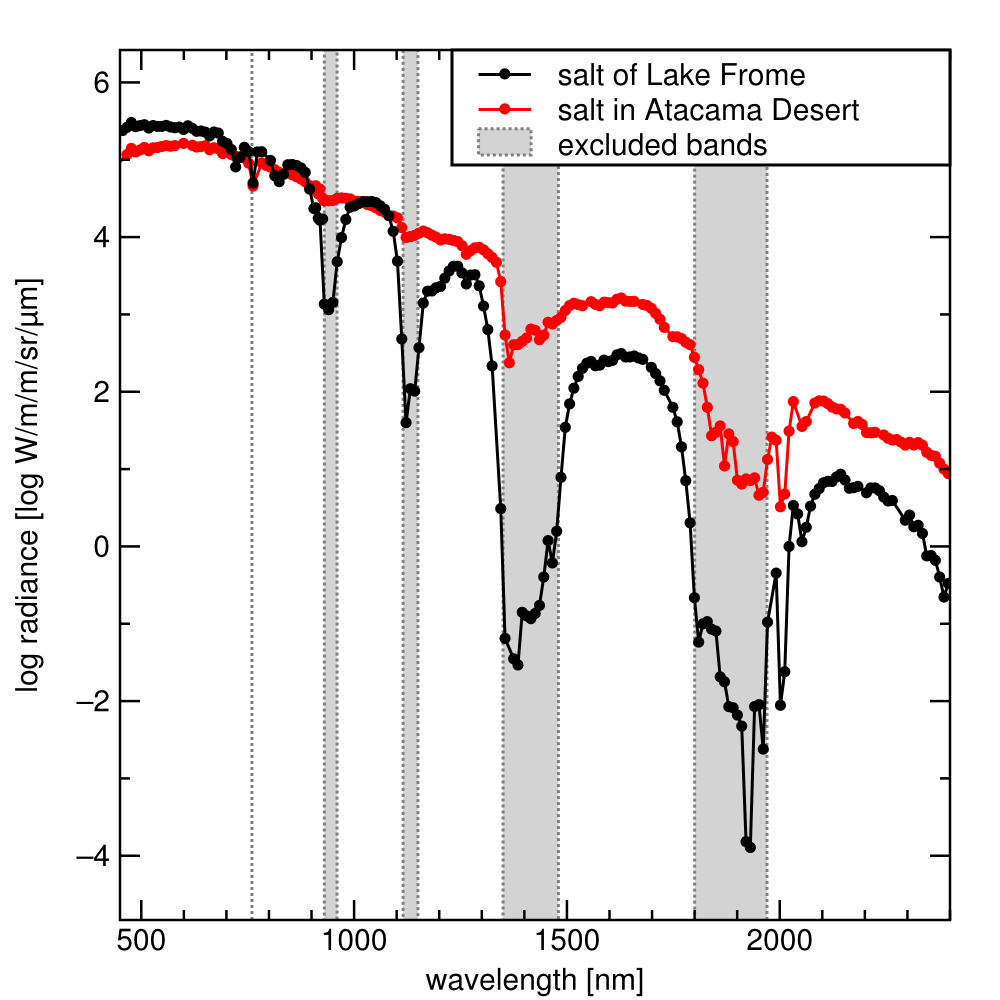 salt of Lake Frome
salt in Atacama Desert
excluded bands
6
4
2
0
−2
−4
log radiance [log W/m/m/sr/µm]
500
1000
1500
2000
wavelength [nm]